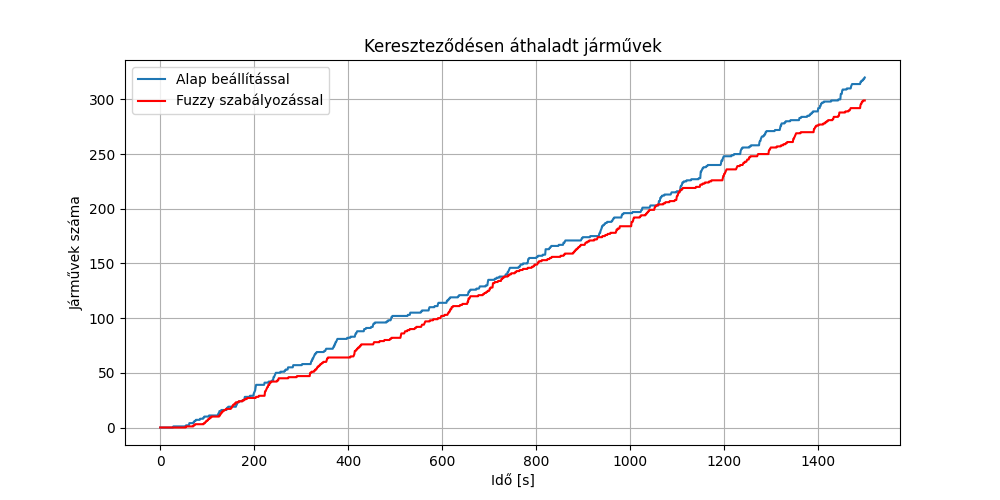 Kereszteződésen áthaladt járművek
Alap beállítással
Fuzzy szabályozással
Járművek száma
300
250
200
150
100
50
0
0 200 400 600 800 1000 1200 1400
Idő [s]